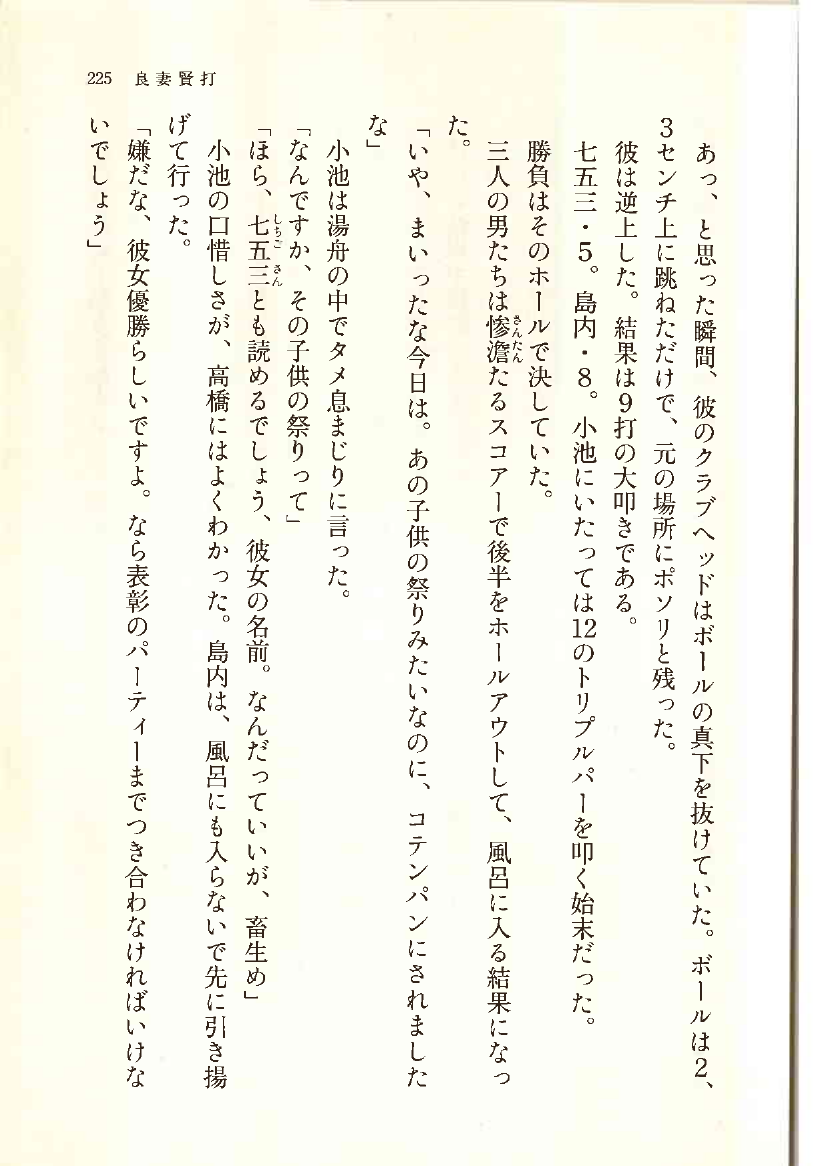 225 良妻賢打
あっ、と思った瞬間、彼のクラブヘッドはボールの真下を抜けていた。ボールは2、
3センチ上に跳ねただけで、元の場所にポソリと残った。
彼は逆上した。結果は9打の大叩きである。
七五三・5。島内・8。小池にいたっては12のトリプルパーを叩く始末だった。
勝負はそのホールで決していた。
三人の男たちは惨澹たるスコアーで後半をホールアウトして、風呂に入る結果になっ
た。
「いや、まいったな今日は。あの子供の祭りみたいなのに、コテンパンにされました
な」
小池は湯舟の中でタメ息まじりに言った。
「なんですか、その子供の祭りって」
「ほら、七五三とも読めるでしょう、彼女の名前。なんだっていいが、畜生め」
小池の口惜しさが、高橋にはよくわかった。島内は、風呂にも入らないで先に引き揚
げて行った。
「嫌だな、彼女優勝らしいですよ。なら表彰のパーティーまでつき合わなければいけな
いでしょう」